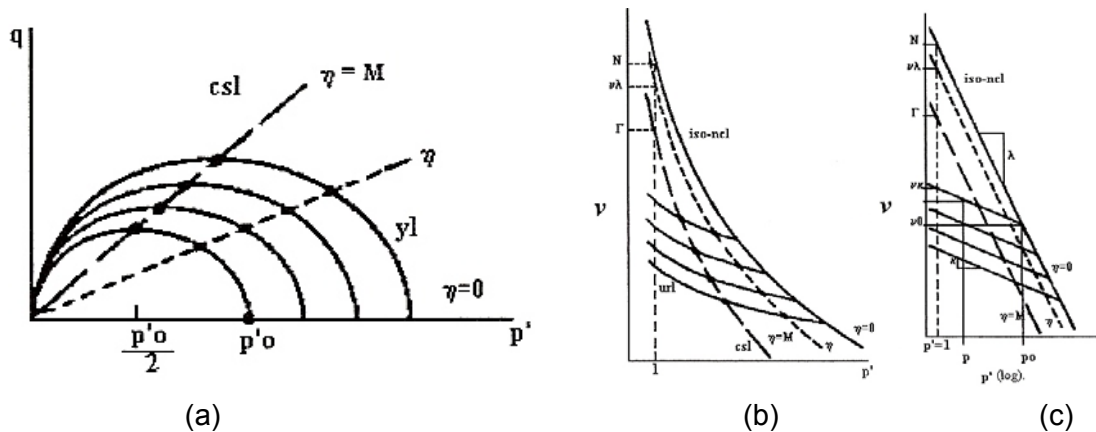 q
csl
η = M
η
yl
η=0
p'o
2
p'o
p'
(a)
N
νλ
Γ
ν
iso-ncl
url
csl
η=M
η
η=0
1
p'
(b)
N
νλ
Γ
νκ
ν
ν0
iso-ncl
λ
κ
η=0
η=M
η
p'=1
p
po
p' (log).
(c)